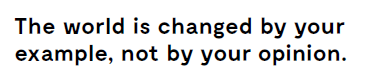 The world is changed by your
example, not by your opinion.